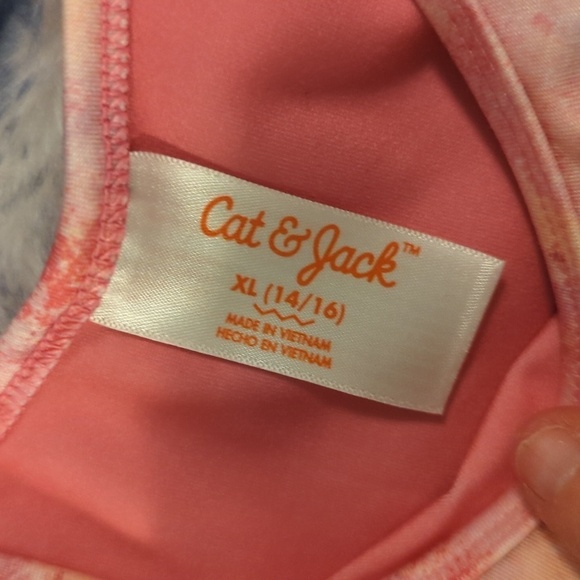 Cat & Jack™
XL (14/16)
MADE IN VIETNAM
HECHO EN VIETNAM